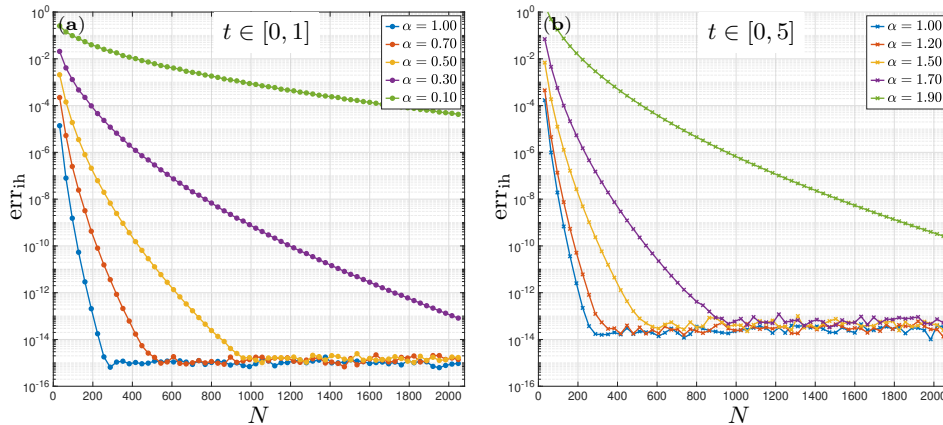 (a)
t ∈ [0, 1]
α = 1.00
α = 0.70
α = 0.50
α = 0.30
α = 0.10
10^0
10^-2
10^-4
10^-6
10^-8
10^-10
10^-12
10^-14
10^-16
err_ih
0 200 400 600 800 1000 1200 1400 1600 1800 2000
N
(b)
t ∈ [0, 5]
α = 1.00
α = 1.20
α = 1.50
α = 1.70
α = 1.90
10^0
10^-2
10^-4
10^-6
10^-8
10^-10
10^-12
10^-14
10^-16
err_ih
0 200 400 600 800 1000 1200 1400 1600 1800 2000
N